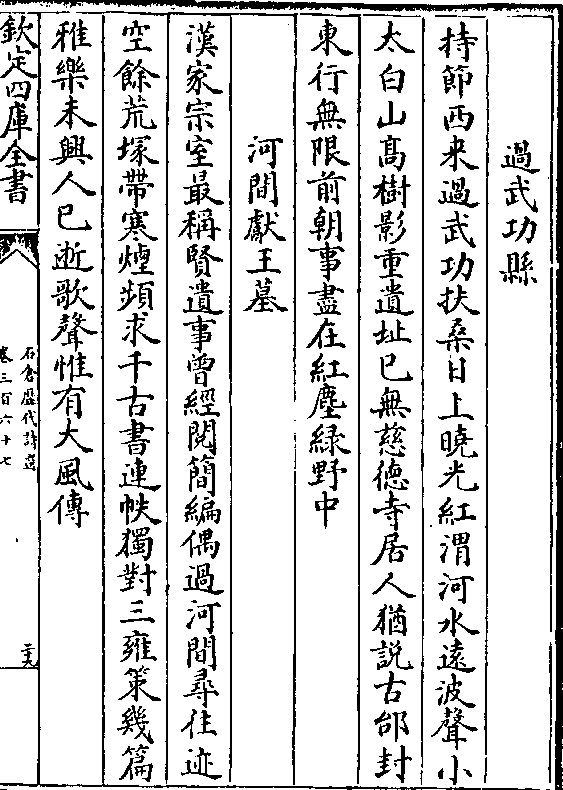 過武功縣
持節西來過武功扶桑日上曉光紅渭河水遠波聲小
太白山髙樹影重遺址已無慈德寺居人猶説古邰封
東行無限前朝事盡在紅塵綠野中
河間獻王墓
漢家宗室最稱賢遺事曾經閱簡編偶過河間尋往迹
空餘荒塚帶寒煙頻求千古書連帙獨對三雍策幾篇
雅樂未興人已逝歌聲惟有大風傳
欽定四庫全書
石倉歷代詩選
卷三百六十七